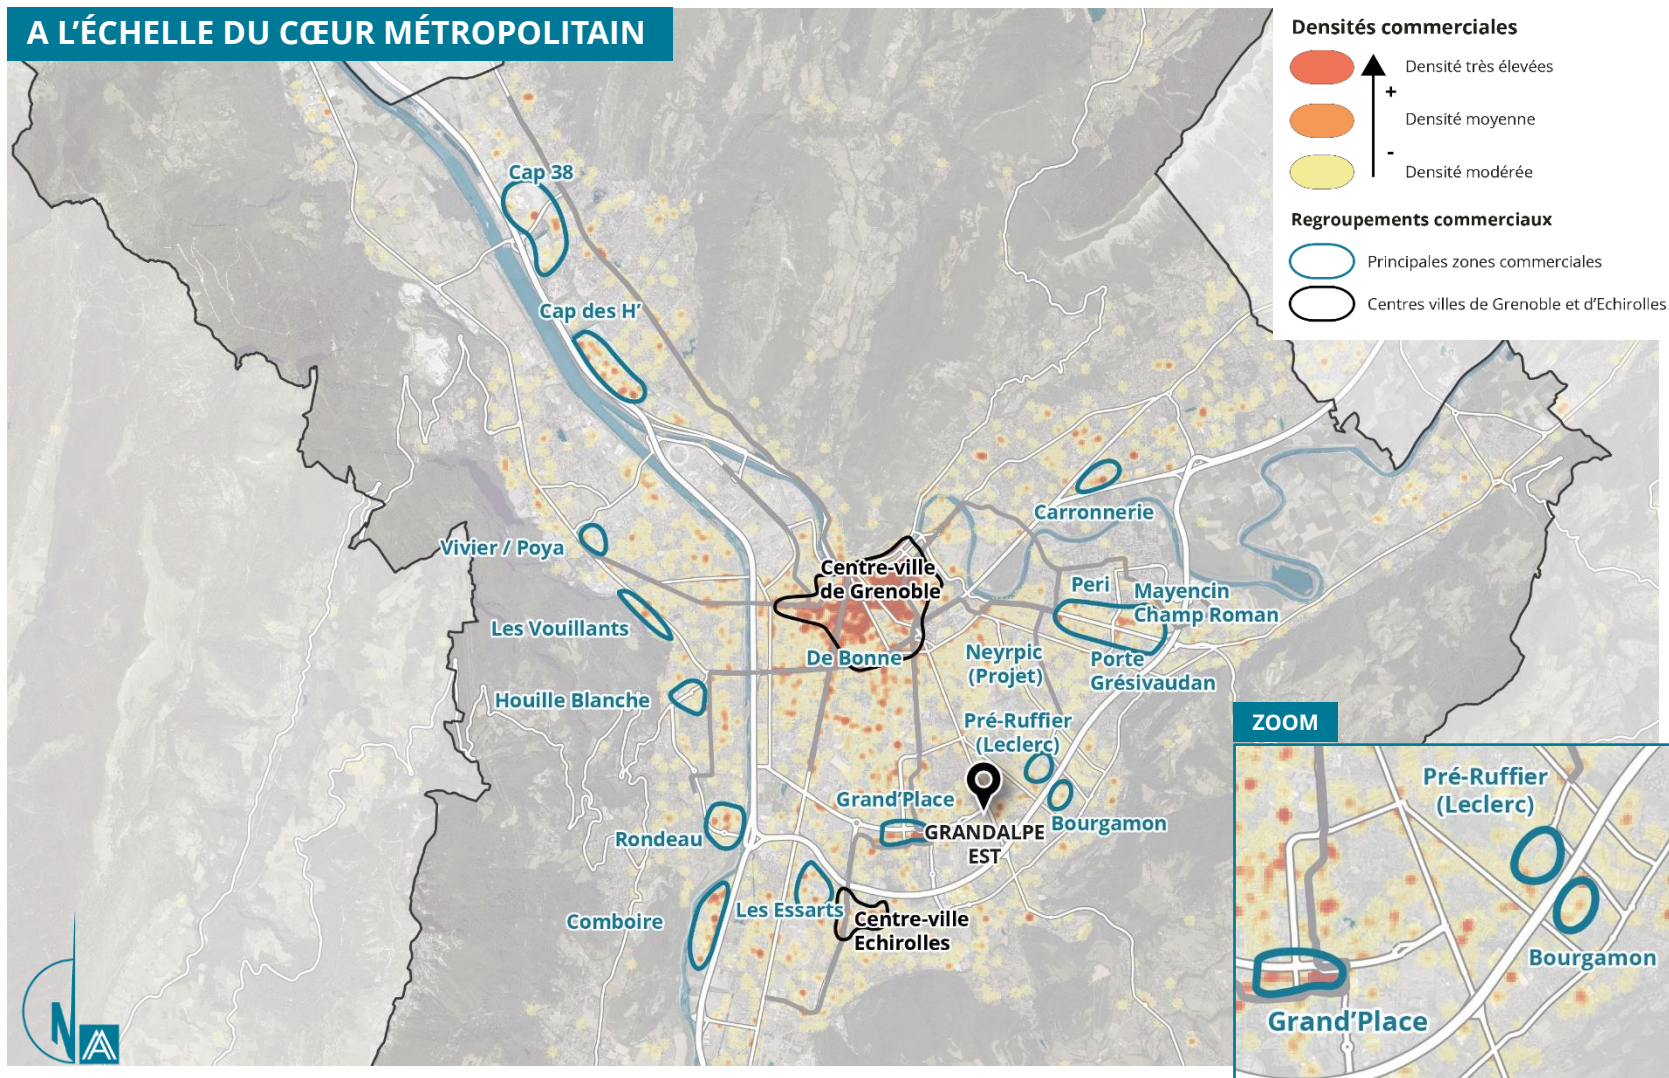 A L’ÉCHELLE DU CŒUR MÉTROPOLITAIN
Densités commerciales
Densité très élevées
+
Densité moyenne
-
Densité modérée
Regroupements commerciaux
Principales zones commerciales
Centres villes de Grenoble et d’Echirolles
Cap 38
Cap des H’
Carronnerie
Vivier / Poya
Centre-ville
de Grenoble
Peri
Mayencin
Champ Roman
Les Vouillants
De Bonne
Neyrpic
(Projet)
Porte
Grésivaudan
Houille Blanche
Pré-Ruffier
(Leclerc)
Grand’Place
GRANDALPE
EST
Bourgamon
Rondeau
Les Essarts
Comboire
Centre-ville
Echirolles
N
ZOOM
Pré-Ruffier
(Leclerc)
Bourgamon
Grand’Place